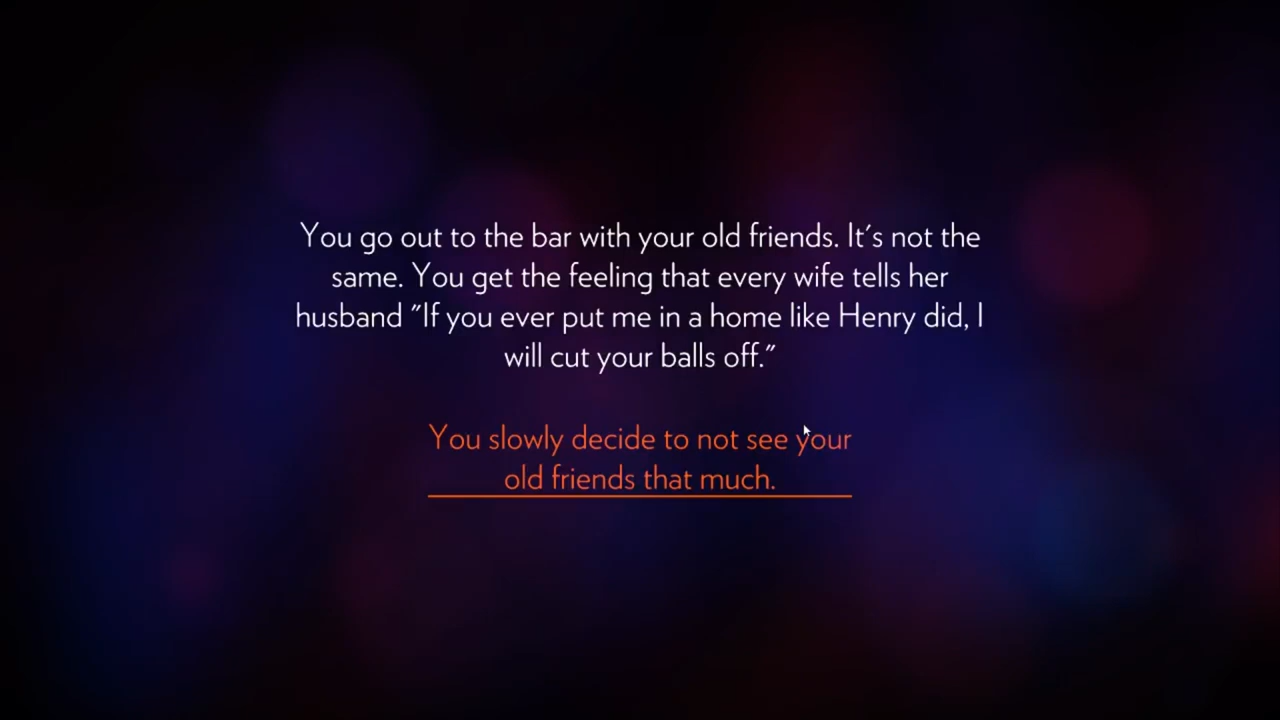 You go out to the bar with your old friends. It's not the
same. You get the feeling that every wife tells her
husband "If you ever put me in a home like Henry did, I
will cut your balls off."
You slowly decide to not see your
old friends that much.